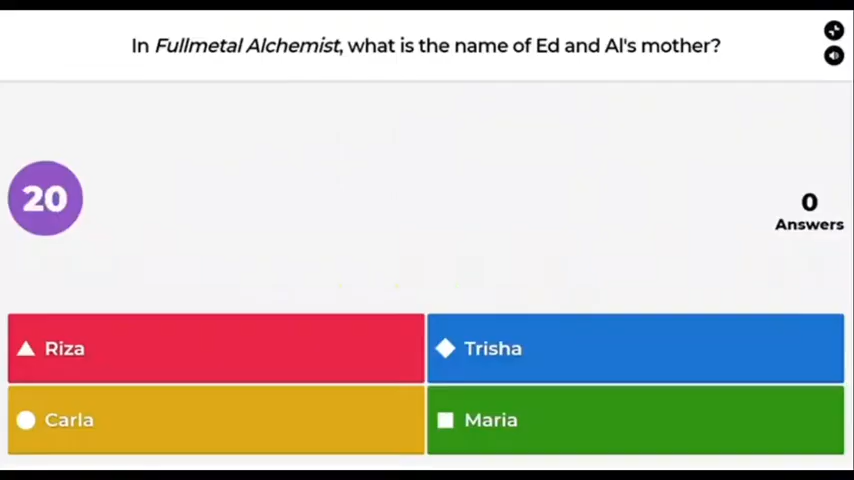 In Fullmetal Alchemist, what is the name of Ed and Al's mother?
20
0
Answers
Riza
Trisha
Carla
Maria